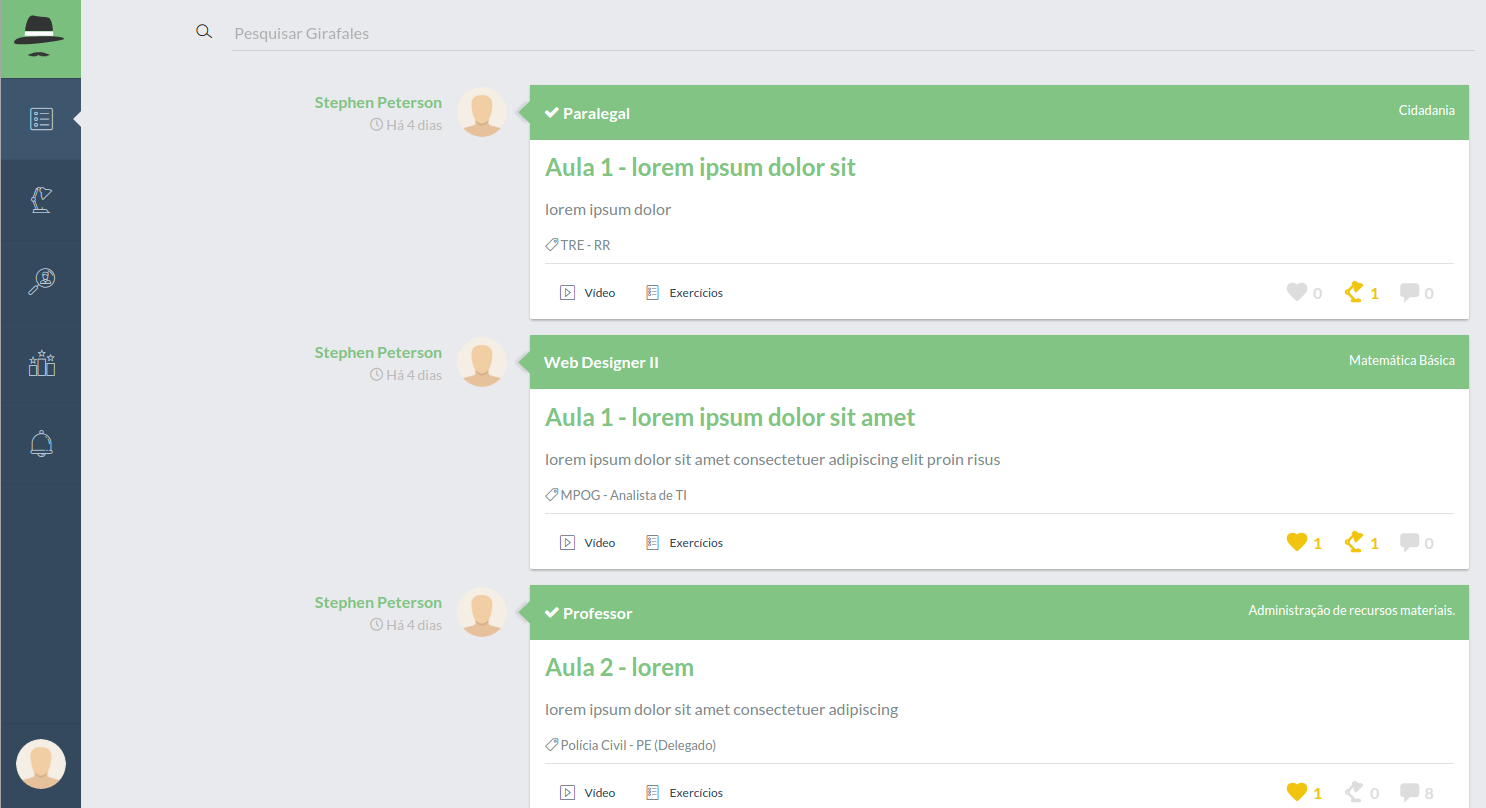 Pesquisar Girafales
Stephen Peterson
Há 4 dias
Paralegal
Cidadania
Aula 1 - lorem ipsum dolor sit
lorem ipsum dolor
TRE - RR
Vídeo Exercícios 0 1 0
Stephen Peterson
Há 4 dias
Web Designer II
Matemática Básica
Aula 1 - lorem ipsum dolor sit amet
lorem ipsum dolor sit amet consectetuer adipiscing elit proin risus
MPOG - Analista de TI
Vídeo Exercícios 1 1 0
Stephen Peterson
Há 4 dias
Professor
Administração de recursos materiais.
Aula 2 - lorem
lorem ipsum dolor sit amet consectetuer adipiscing
Polícia Civil - PE (Delegado)
Vídeo Exercícios 1 0 8